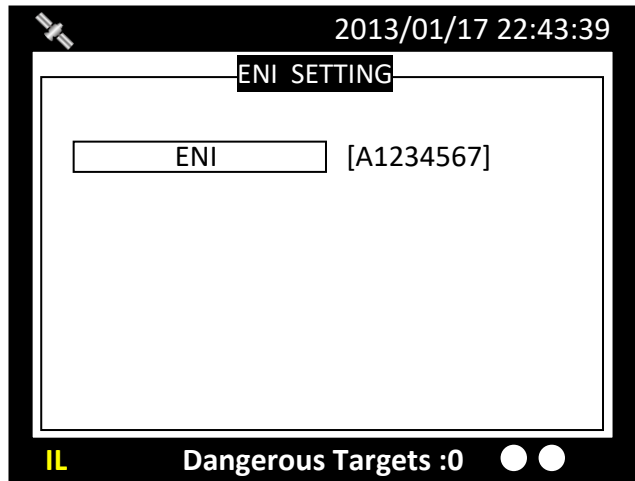 2013/01/17 22:43:39
ENI SETTING
ENI [A1234567]
IL Dangerous Targets :0